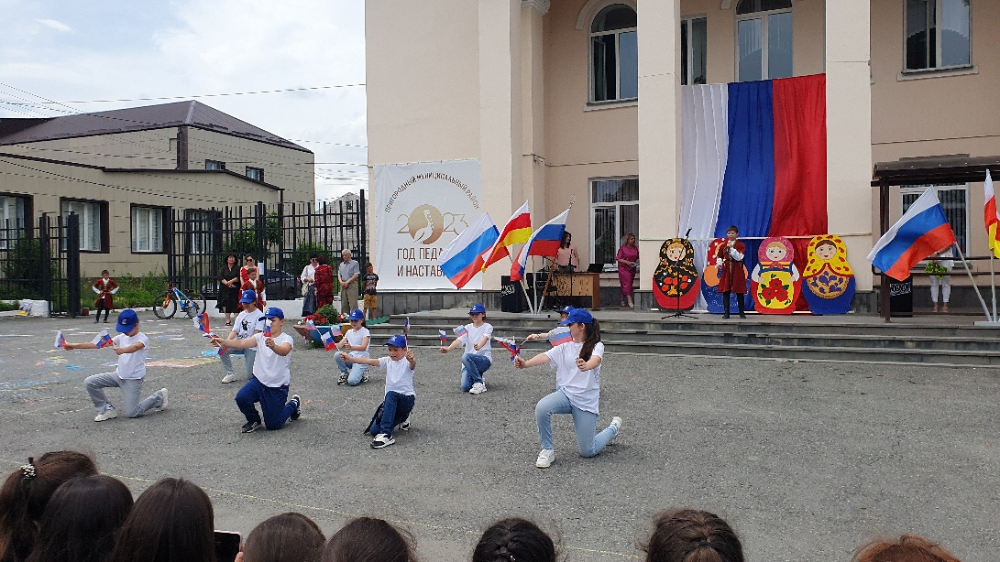 ПРИГОРОДНЫЙ МУНИЦИПАЛЬНЫЙ РАЙОН
2023
ГОД ПЕДА
И НАСТАВ